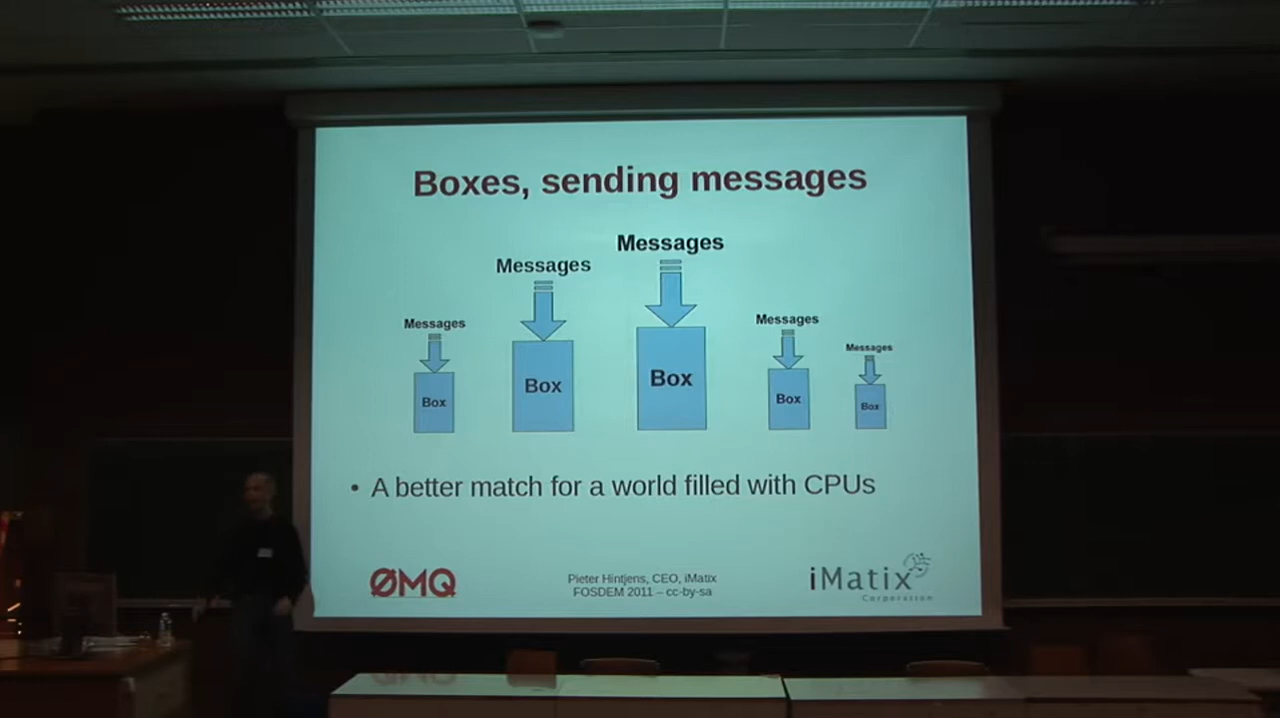 Boxes, sending messages
Messages
Messages
Messages
Messages
Messages
Box
Box
Box
Box
Box
• A better match for a world filled with CPUs
ØMQ
Pieter Hintjens, CEO, iMatix
FOSDEM 2011 – cc-by-sa
iMatix
Corporation